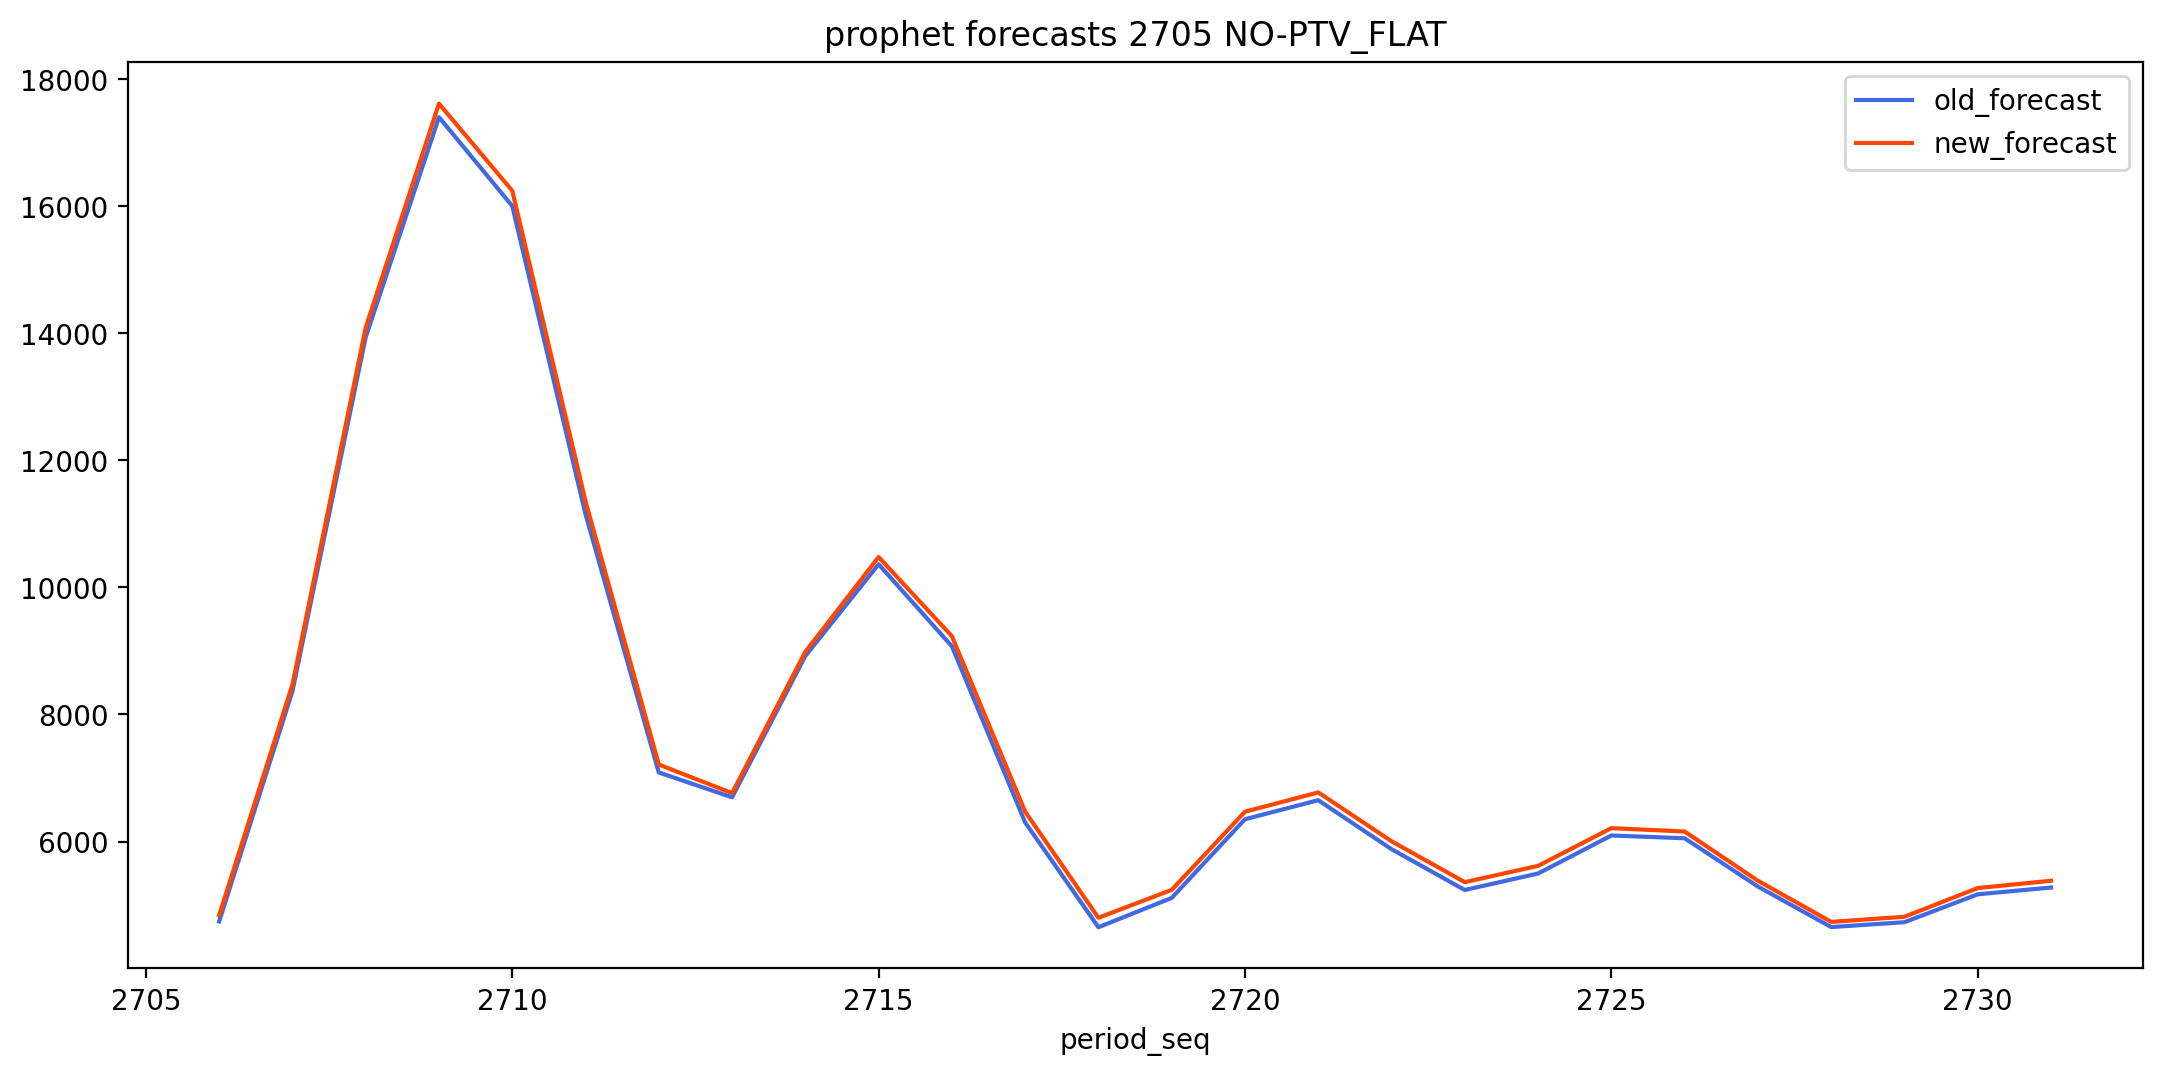 prophet forecasts 2705 NO-PTV_FLAT
old_forecast
new_forecast
18000
16000
14000
12000
10000
8000
6000
2705 2710 2715 2720 2725 2730
period_seq